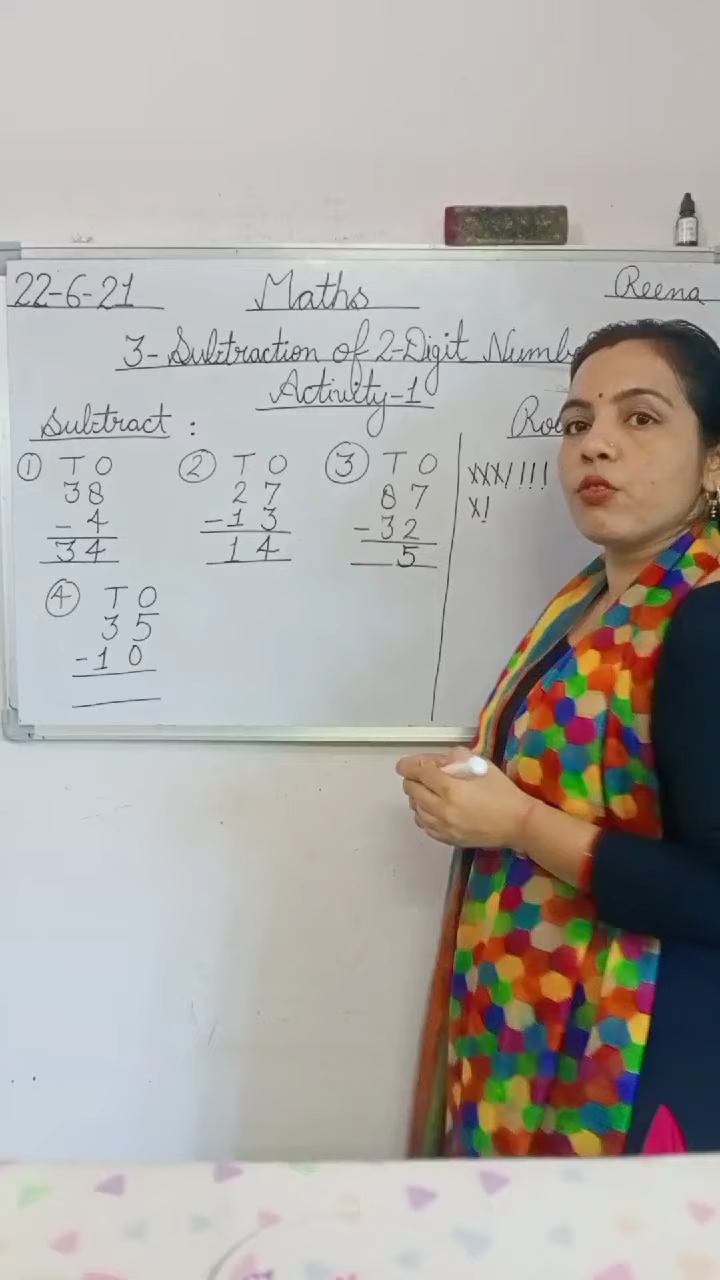 22-6-21 Maths Reena
3- Subtraction of 2-Digit
Activity-1
Subtract :
① T O ② T O ③ T O
38 27 87
- 4 -13 -32
34 14 5
④ T O
35
-10